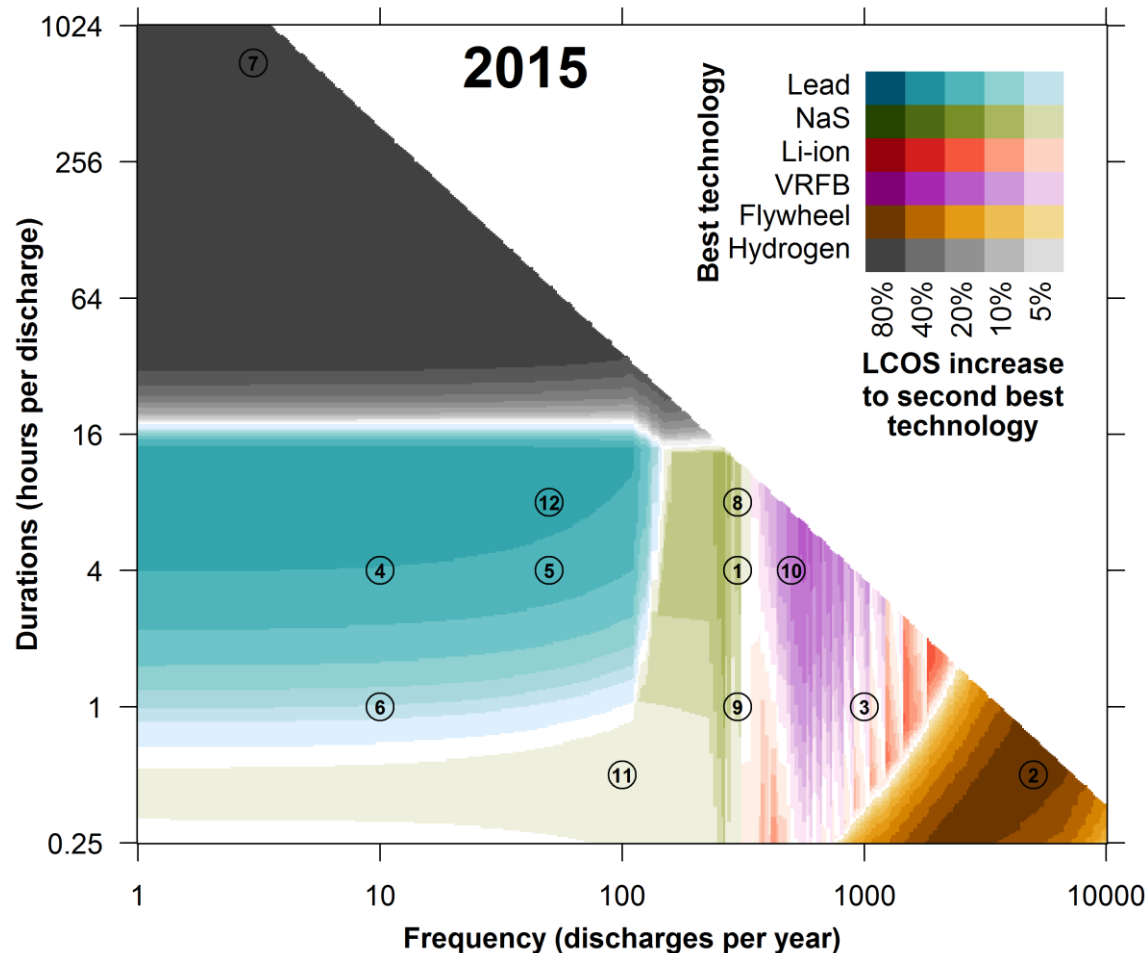 2015
Durations (hours per discharge)
1024
256
64
16
4
1
0.25
7
12
8
4
5
1
10
6
9
3
11
2
Best technology
Lead
NaS
Li-ion
VRFB
Flywheel
Hydrogen
80%
40%
20%
10%
5%
LCOS increase
to second best
technology
1
10
100
1000
10000
Frequency (discharges per year)